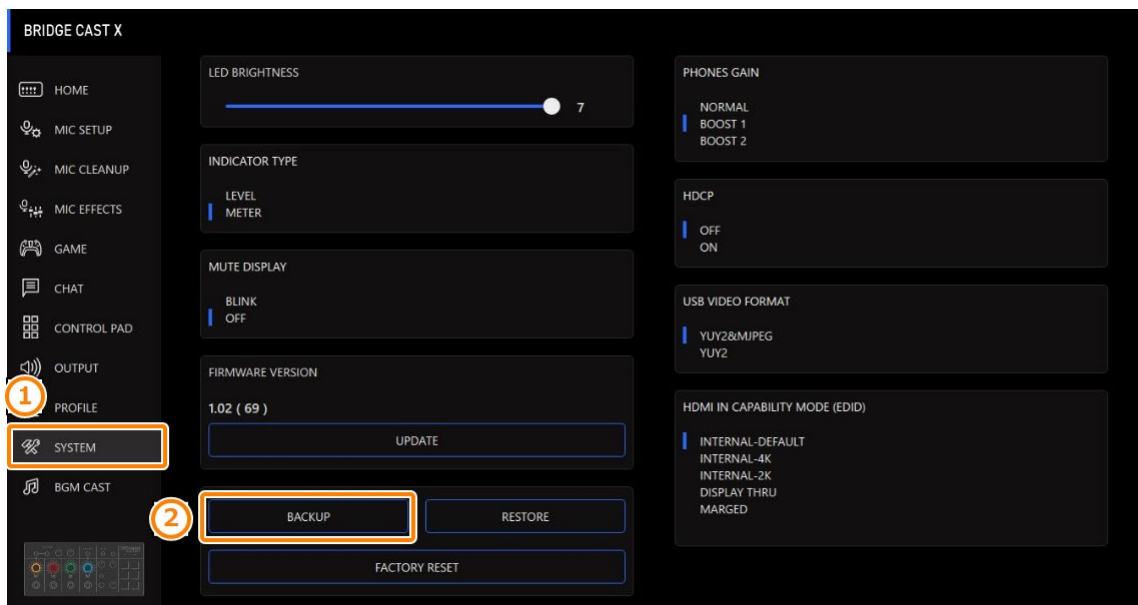 BRIDGE CAST X
HOME
MIC SETUP
MIC CLEANUP
MIC EFFECTS
GAME
CHAT
CONTROL PAD
OUTPUT
1
PROFILE
SYSTEM
BGM CAST
LED BRIGHTNESS
7
INDICATOR TYPE
LEVEL
METER
MUTE DISPLAY
BLINK
OFF
FIRMWARE VERSION
1.02 ( 69 )
UPDATE
2
BACKUP
RESTORE
FACTORY RESET
PHONES GAIN
NORMAL
BOOST 1
BOOST 2
HDCP
OFF
ON
USB VIDEO FORMAT
YUY2&MJPEG
YUY2
HDMI IN CAPABILITY MODE (EDID)
INTERNAL-DEFAULT
INTERNAL-4K
INTERNAL-2K
DISPLAY THRU
MARGED